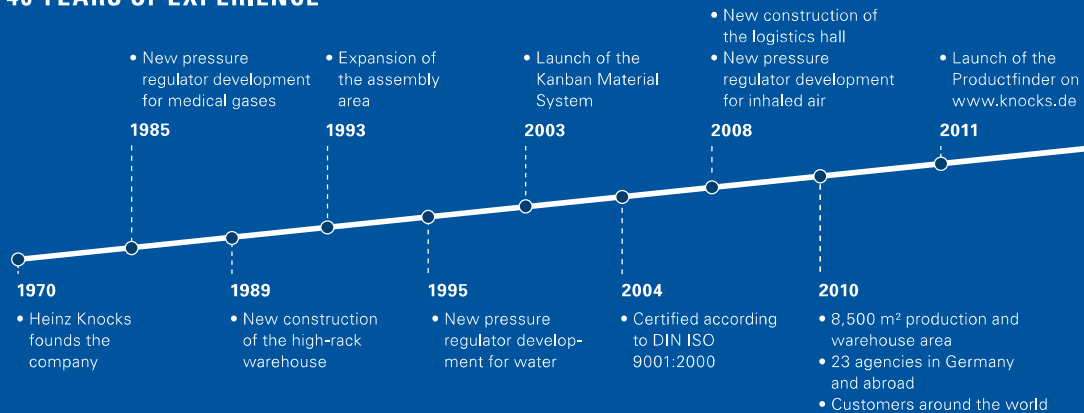 40 YEARS OF EXPERIENCE
• New construction of
the logistics hall
• New pressure
regulator development
for inhaled air
2008
• New pressure
regulator development
for medical gases
1985
• Expansion of
the assembly
area
1993
• Launch of the
Kanban Material
System
2003
• Launch of the
Productfinder on
www.knocks.de
2011
1970
• Heinz Knocks
founds the
company
1989
• New construction
of the high-rack
warehouse
1995
• New pressure
regulator develop-
ment for water
2004
• Certified according
to DIN ISO
9001:2000
2010
• 8,500 m² production and
warehouse area
• 23 agencies in Germany
and abroad
• Customers around the world